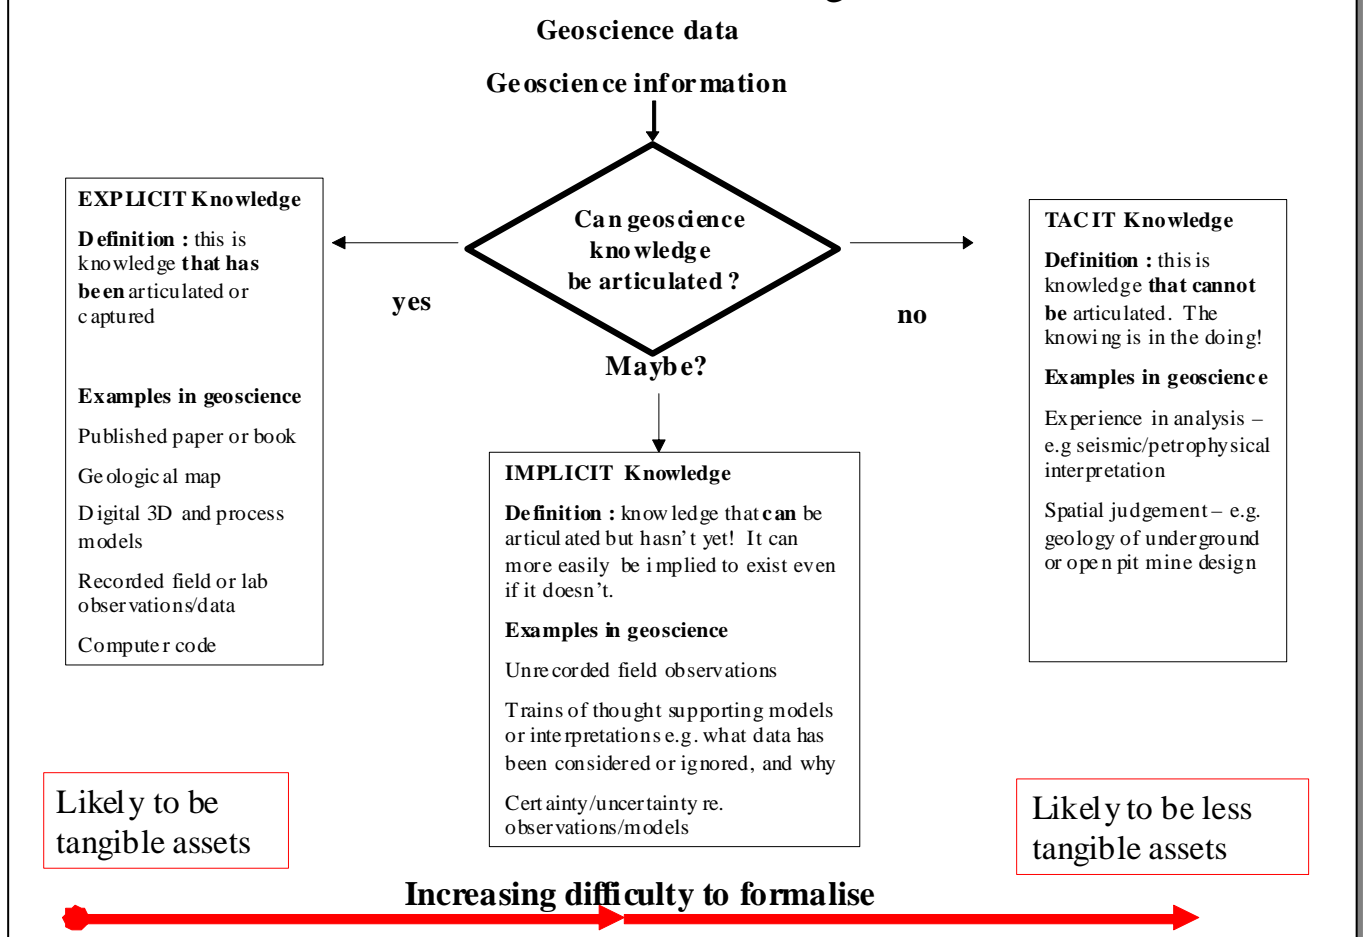 Geoscience data
Geoscience information
Can geoscience
knowledge
be articulated ?
yes
no
Maybe?
EXPLICIT Knowledge
Definition : this is
knowledge that has
been articulated or
captured
Examples in geoscience
Published paper or book
Geological map
Digital 3D and process
models
Recorded field or lab
observations/data
Computer code
IMPLICIT Knowledge
Definition : knowledge that can be
articulated but hasn't yet! It can
more easily be implied to exist even
if it doesn't.
Examples in geoscience
Unrecorded field observations
Trains of thought supporting models
or interpretations e.g. what data has
been considered or ignored, and why
Certainty/uncertainty re.
observations/models
TACIT Knowledge
Definition : this is
knowledge that cannot
be articulated. The
knowing is in the doing!
Examples in geoscience
Experience in analysis –
e.g seismic/petrophysical
interpretation
Spatial judgement – e.g.
geology of underground
or open pit mine design
Likely to be
tangible assets
Likely to be less
tangible assets
Increasing difficulty to formalise